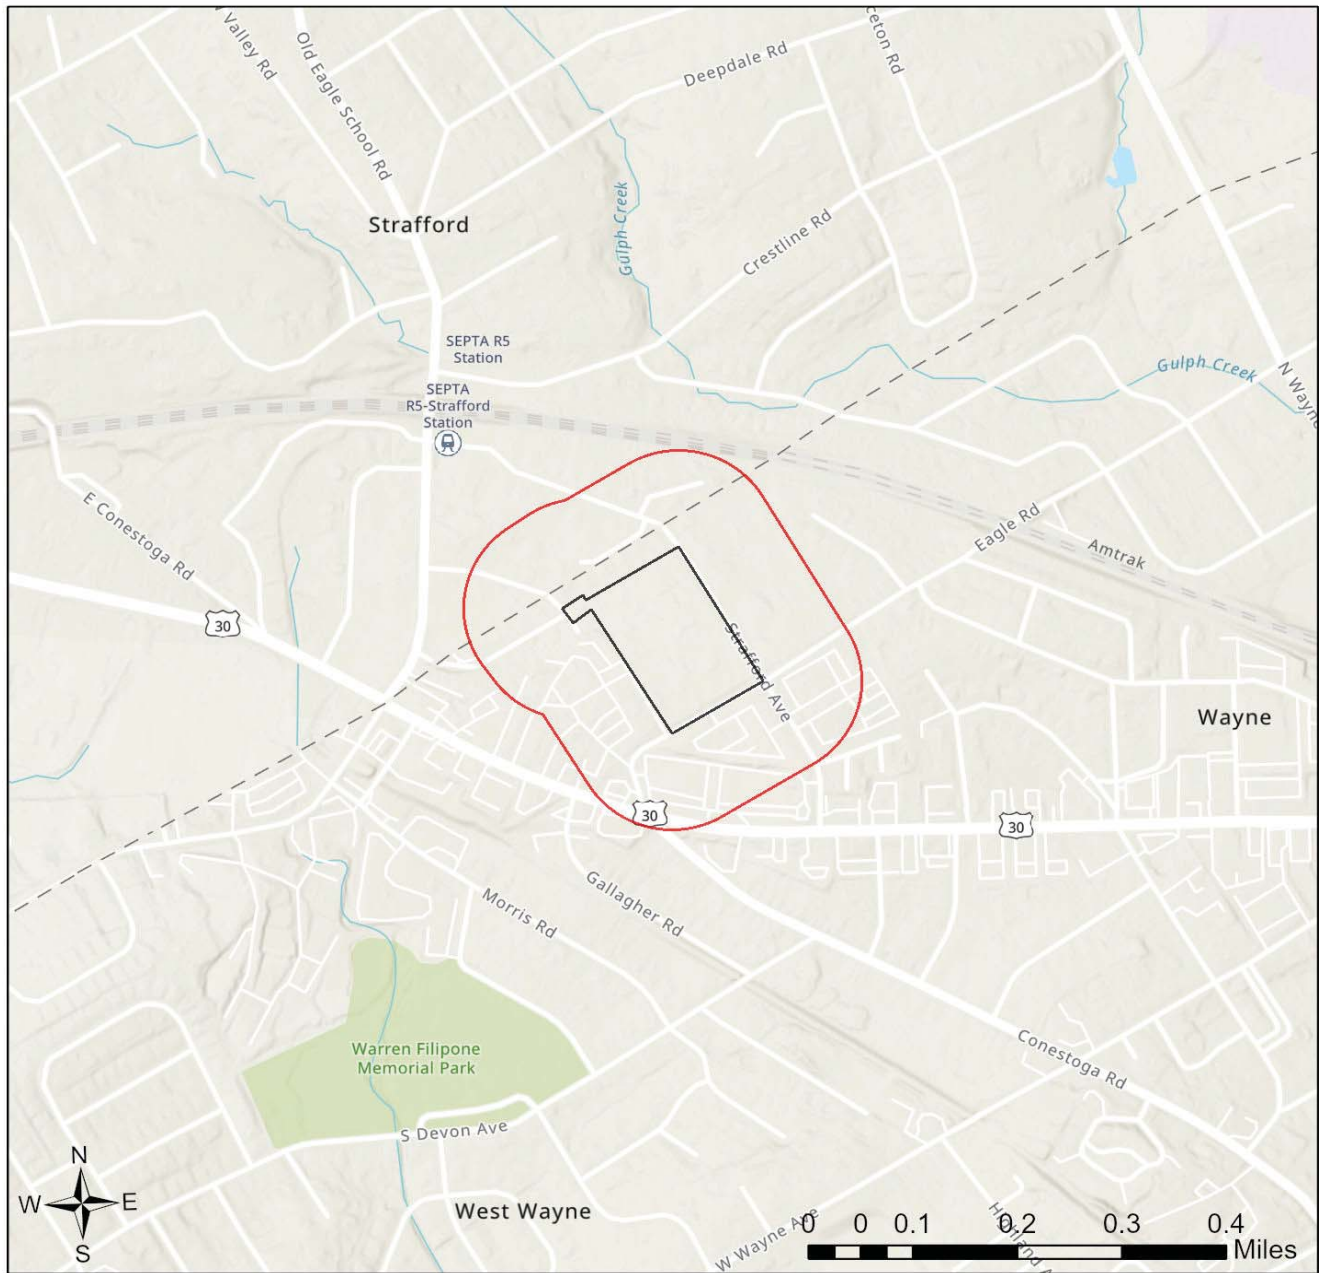 Valley Rd
Old Eagle School Rd
Deepdale Rd
Strafford
Gulph Creek
Crestline Rd
SEPTA R5
Station
SEPTA
R5-Strafford
Station
Gulph Creek
N Wayne
E Conestoga Rd
30
Eagle Rd
Amtrak
Strafford Ave
Wayne
30
30
Gallagher Rd
Morris Rd
Warren Filipone
Memorial Park
Conestoga Rd
S Devon Ave
N
W
E
S
West Wayne
W Wayne Ave
0 0 0.1 0.2 0.3 0.4
Miles